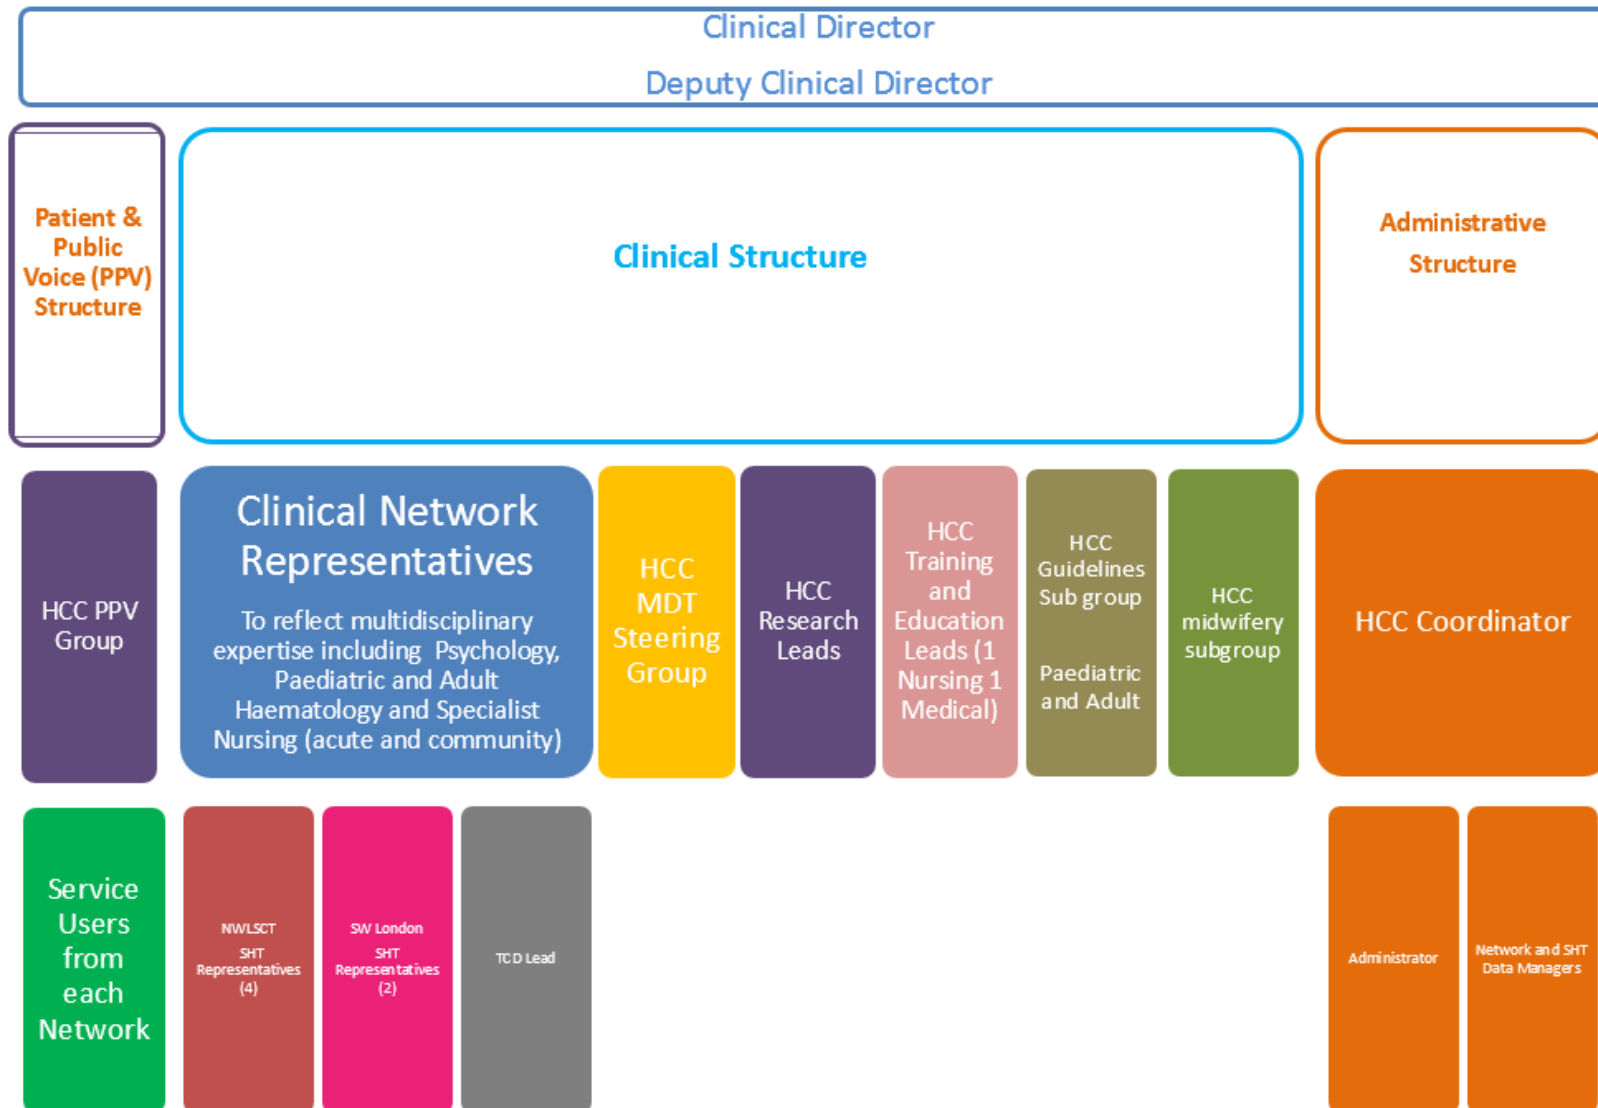 Clinical Director
Deputy Clinical Director
Patient &
Public
Voice (PPV)
Structure
Clinical Structure
Administrative
Structure
HCC PPV
Group
Clinical Network
Representatives
To reflect multidisciplinary
expertise including Psychology,
Paediatric and Adult
Haematology and Specialist
Nursing (acute and community)
HCC
MDT
Steering
Group
HCC
Research
Leads
HCC
Training
and
Education
Leads (1
Nursing 1
Medical)
HCC
Guidelines
Sub group
Paediatric
and Adult
HCC
midwifery
subgroup
HCC Coordinator
Service
Users
from
each
Network
NWLSCT
SHT
Representatives
(4)
SW London
SHT
Representatives
(2)
TCD Lead
Administrator
Network and SHT
Data Managers